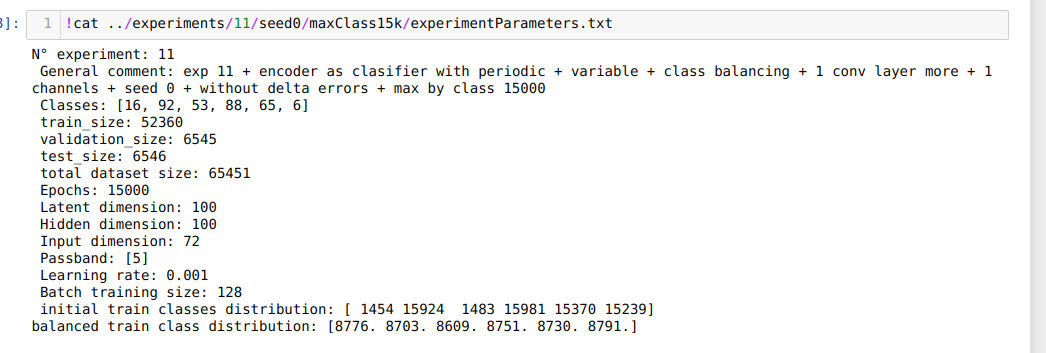 3]: 1 !cat ../experiments/11/seed0/maxClass15k/experimentParameters.txt
N° experiment: 11
General comment: exp 11 + encoder as clasifier with periodic + variable + class balancing + 1 conv layer more + 1
channels + seed 0 + without delta errors + max by class 15000
Classes: [16, 92, 53, 88, 65, 6]
train_size: 52360
validation_size: 6545
test_size: 6546
total dataset size: 65451
Epochs: 15000
Latent dimension: 100
Hidden dimension: 100
Input dimension: 72
Passband: [5]
Learning rate: 0.001
Batch training size: 128
initial train classes distribution: [ 1454 15924  1483 15981 15370 15239]
balanced train class distribution: [8776. 8703. 8609. 8751. 8730. 8791.]